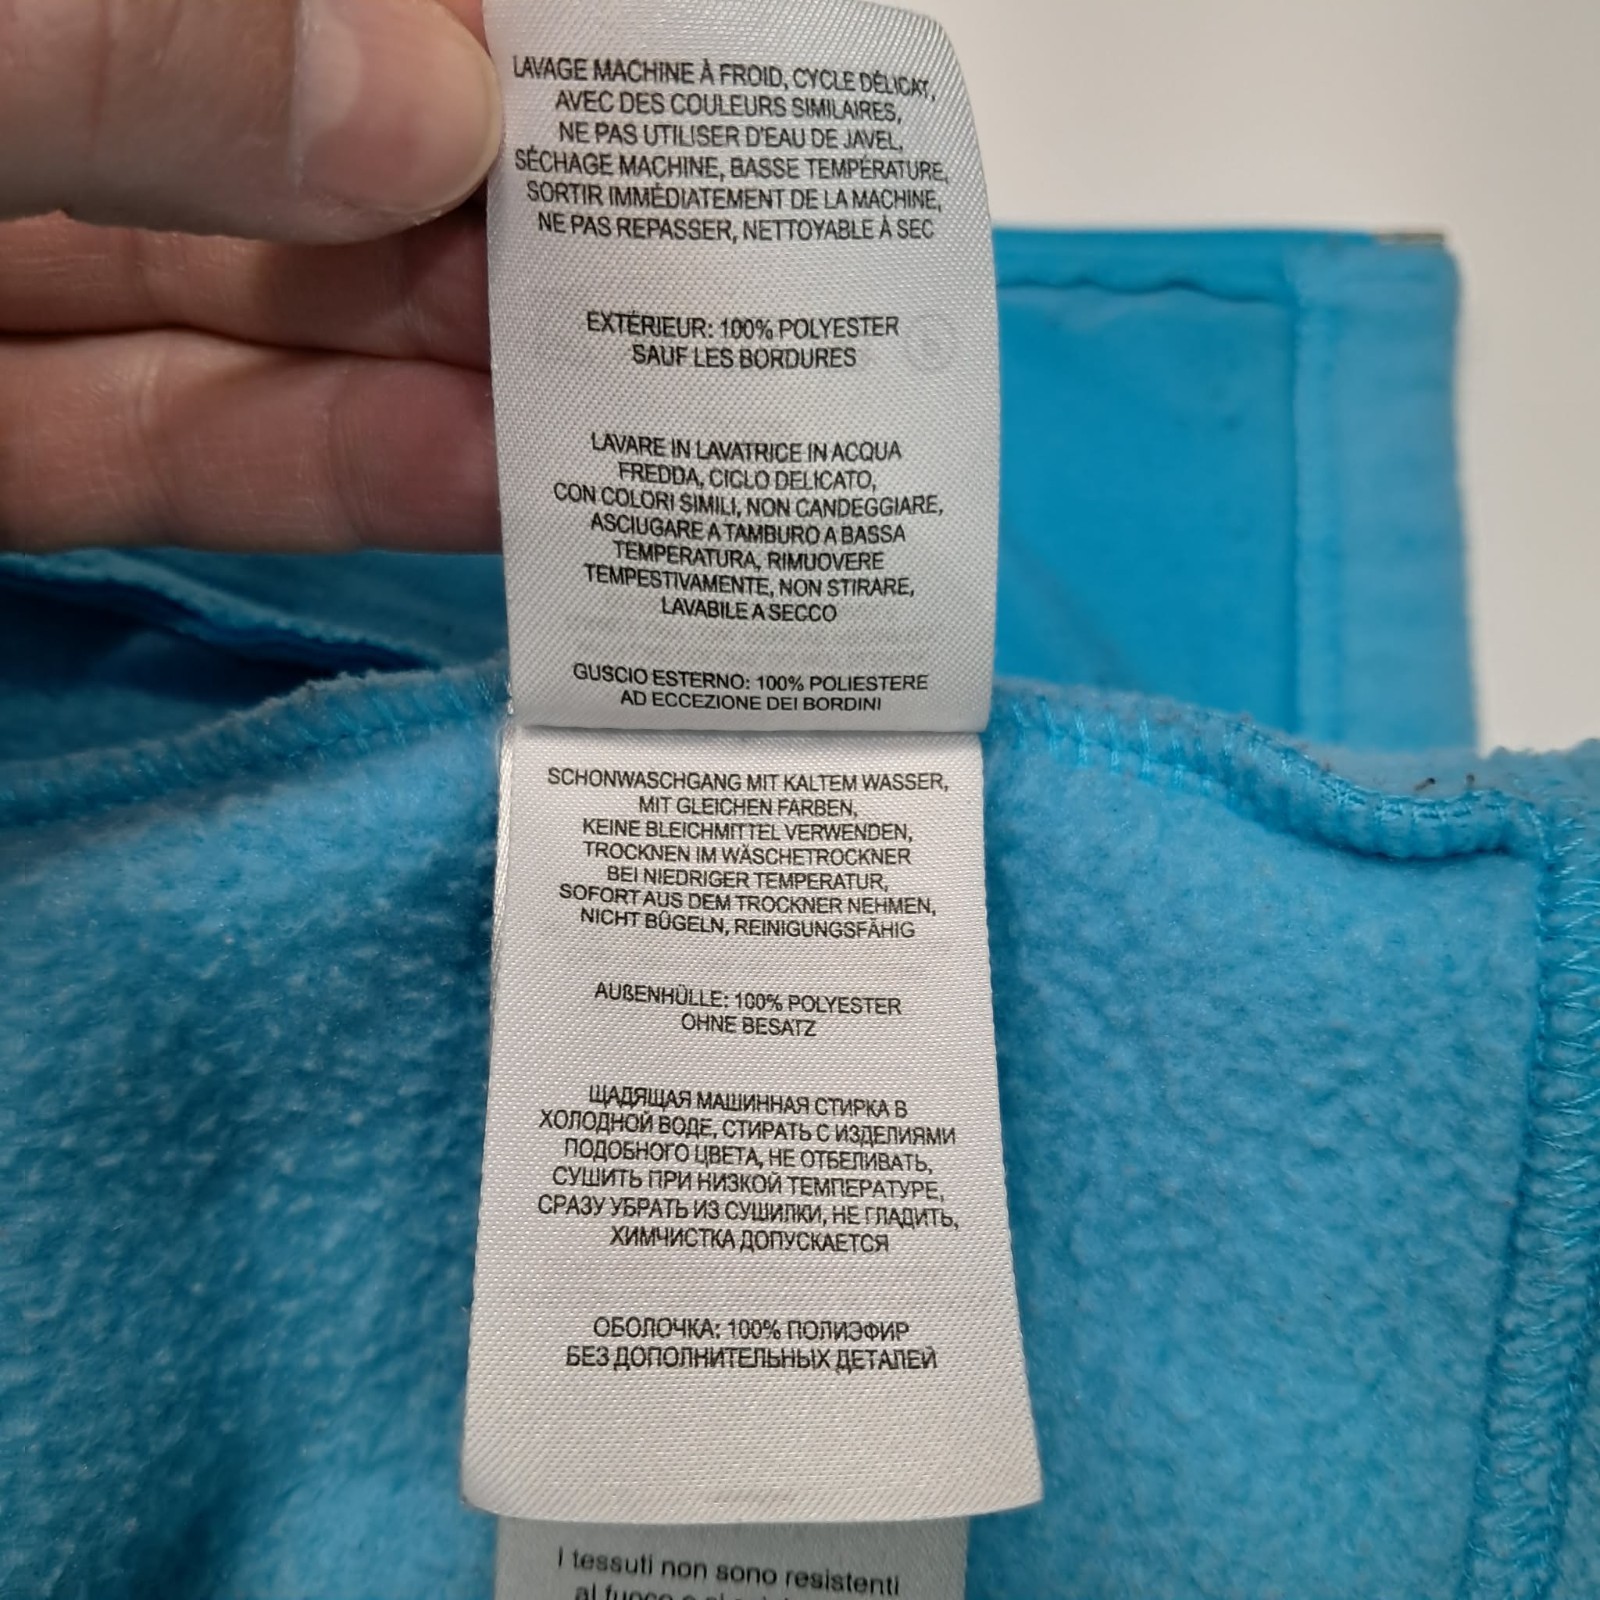 LAVAGE MACHINE À FROID, CYCLE DÉLICAT,
AVEC DES COULEURS SIMILAIRES,
NE PAS UTILISER D'EAU DE JAVEL,
SÉCHAGE MACHINE, BASSE TEMPÉRATURE,
SORTIR IMMÉDIATEMENT DE LA MACHINE,
NE PAS REPASSER, NETTOYABLE À SEC
EXTÉRIEUR: 100% POLYESTER
SAUF LES BORDURES
LAVARE IN LAVATRICE IN ACQUA
FREDDA, CICLO DELICATO,
CON COLORI SIMILI, NON CANDEGGIARE,
ASCIUGARE A TAMBURO A BASSA
TEMPERATURA, RIMUOVERE
TEMPESTIVAMENTE, NON STIRARE,
LAVABILE A SECCO
GUSCIO ESTERNO: 100% POLIESTERE
AD ECCEZIONE DEI BORDINI
SCHONWASCHGANG MIT KALTEM WASSER,
MIT GLEICHEN FARBEN,
KEINE BLEICHMITTEL VERWENDEN,
TROCKNEN IM WÄSCHETROCKNER
BEI NIEDRIGER TEMPERATUR,
SOFORT AUS DEM TROCKNER NEHMEN,
NICHT BÜGELN, REINIGUNGSFÄHIG
AUßENHÜLLE: 100% POLYESTER
OHNE BESATZ
ЩАДЯЩАЯ МАШИННАЯ СТИРКА В
ХОЛОДНОЙ ВОДЕ, СТИРАТЬ С ИЗДЕЛИЯМИ
ПОДОБНОГО ЦВЕТА, НЕ ОТБЕЛИВАТЬ,
СУШИТЬ ПРИ НИЗКОЙ ТЕМПЕРАТУРЕ,
СРАЗУ УБРАТЬ ИЗ СУШИЛКИ, НЕ ГЛАДИТЬ,
ХИМЧИСТКА ДОПУСКАЕТСЯ
ОБОЛОЧКА: 100% ПОЛИЭФИР
БЕЗ ДОПОЛНИТЕЛЬНЫХ ДЕТАЛЕЙ
I tessuti non sono resistenti
al fuoco e